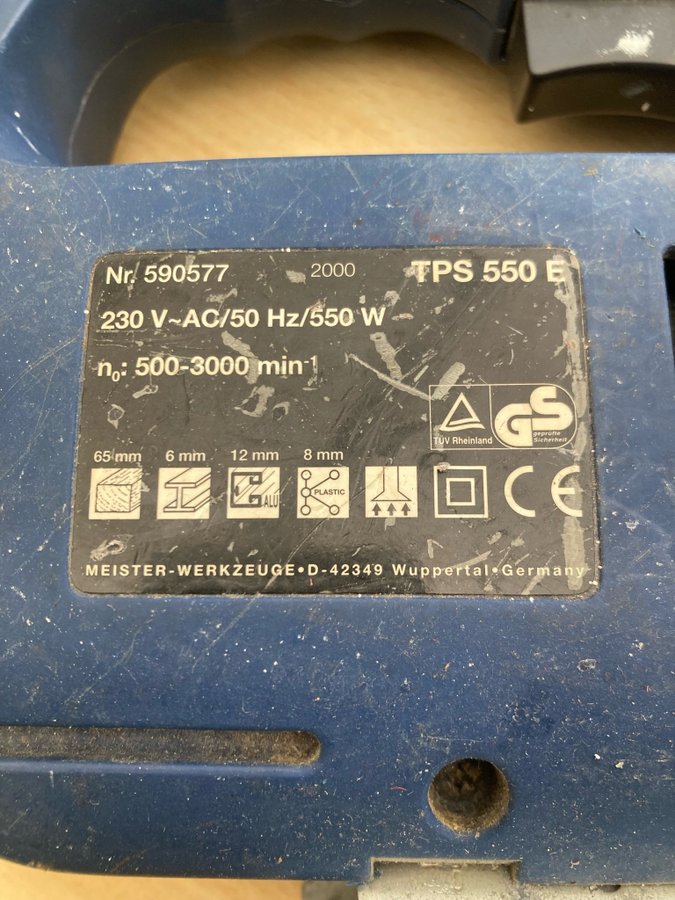 Nr. 590577 2000 TPS 550 E
230 V~AC/50 Hz/550 W
n₀: 500-3000 min⁻¹
TÜV Rheinland
GS
geprüfte
Sicherheit
65 mm 6 mm 12 mm 8 mm
ALU
PLASTIC
CE
MEISTER-WERKZEUGE•D-42349 Wuppertal•Germany